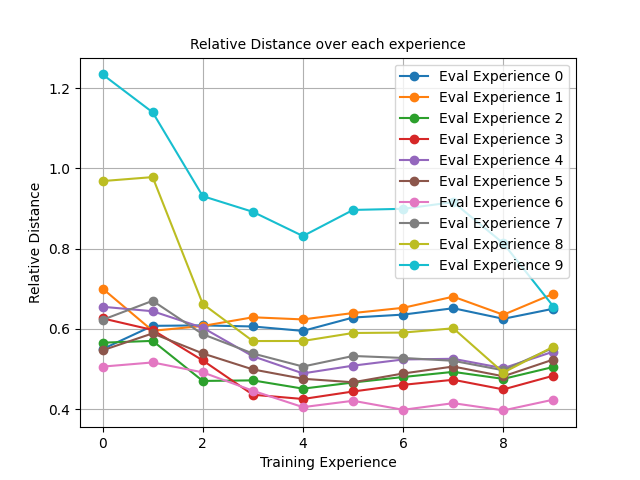 Relative Distance over each experience
Relative Distance
1.2
1.0
0.8
0.6
0.4
0
2
4
6
8
Training Experience
Eval Experience 0
Eval Experience 1
Eval Experience 2
Eval Experience 3
Eval Experience 4
Eval Experience 5
Eval Experience 6
Eval Experience 7
Eval Experience 8
Eval Experience 9